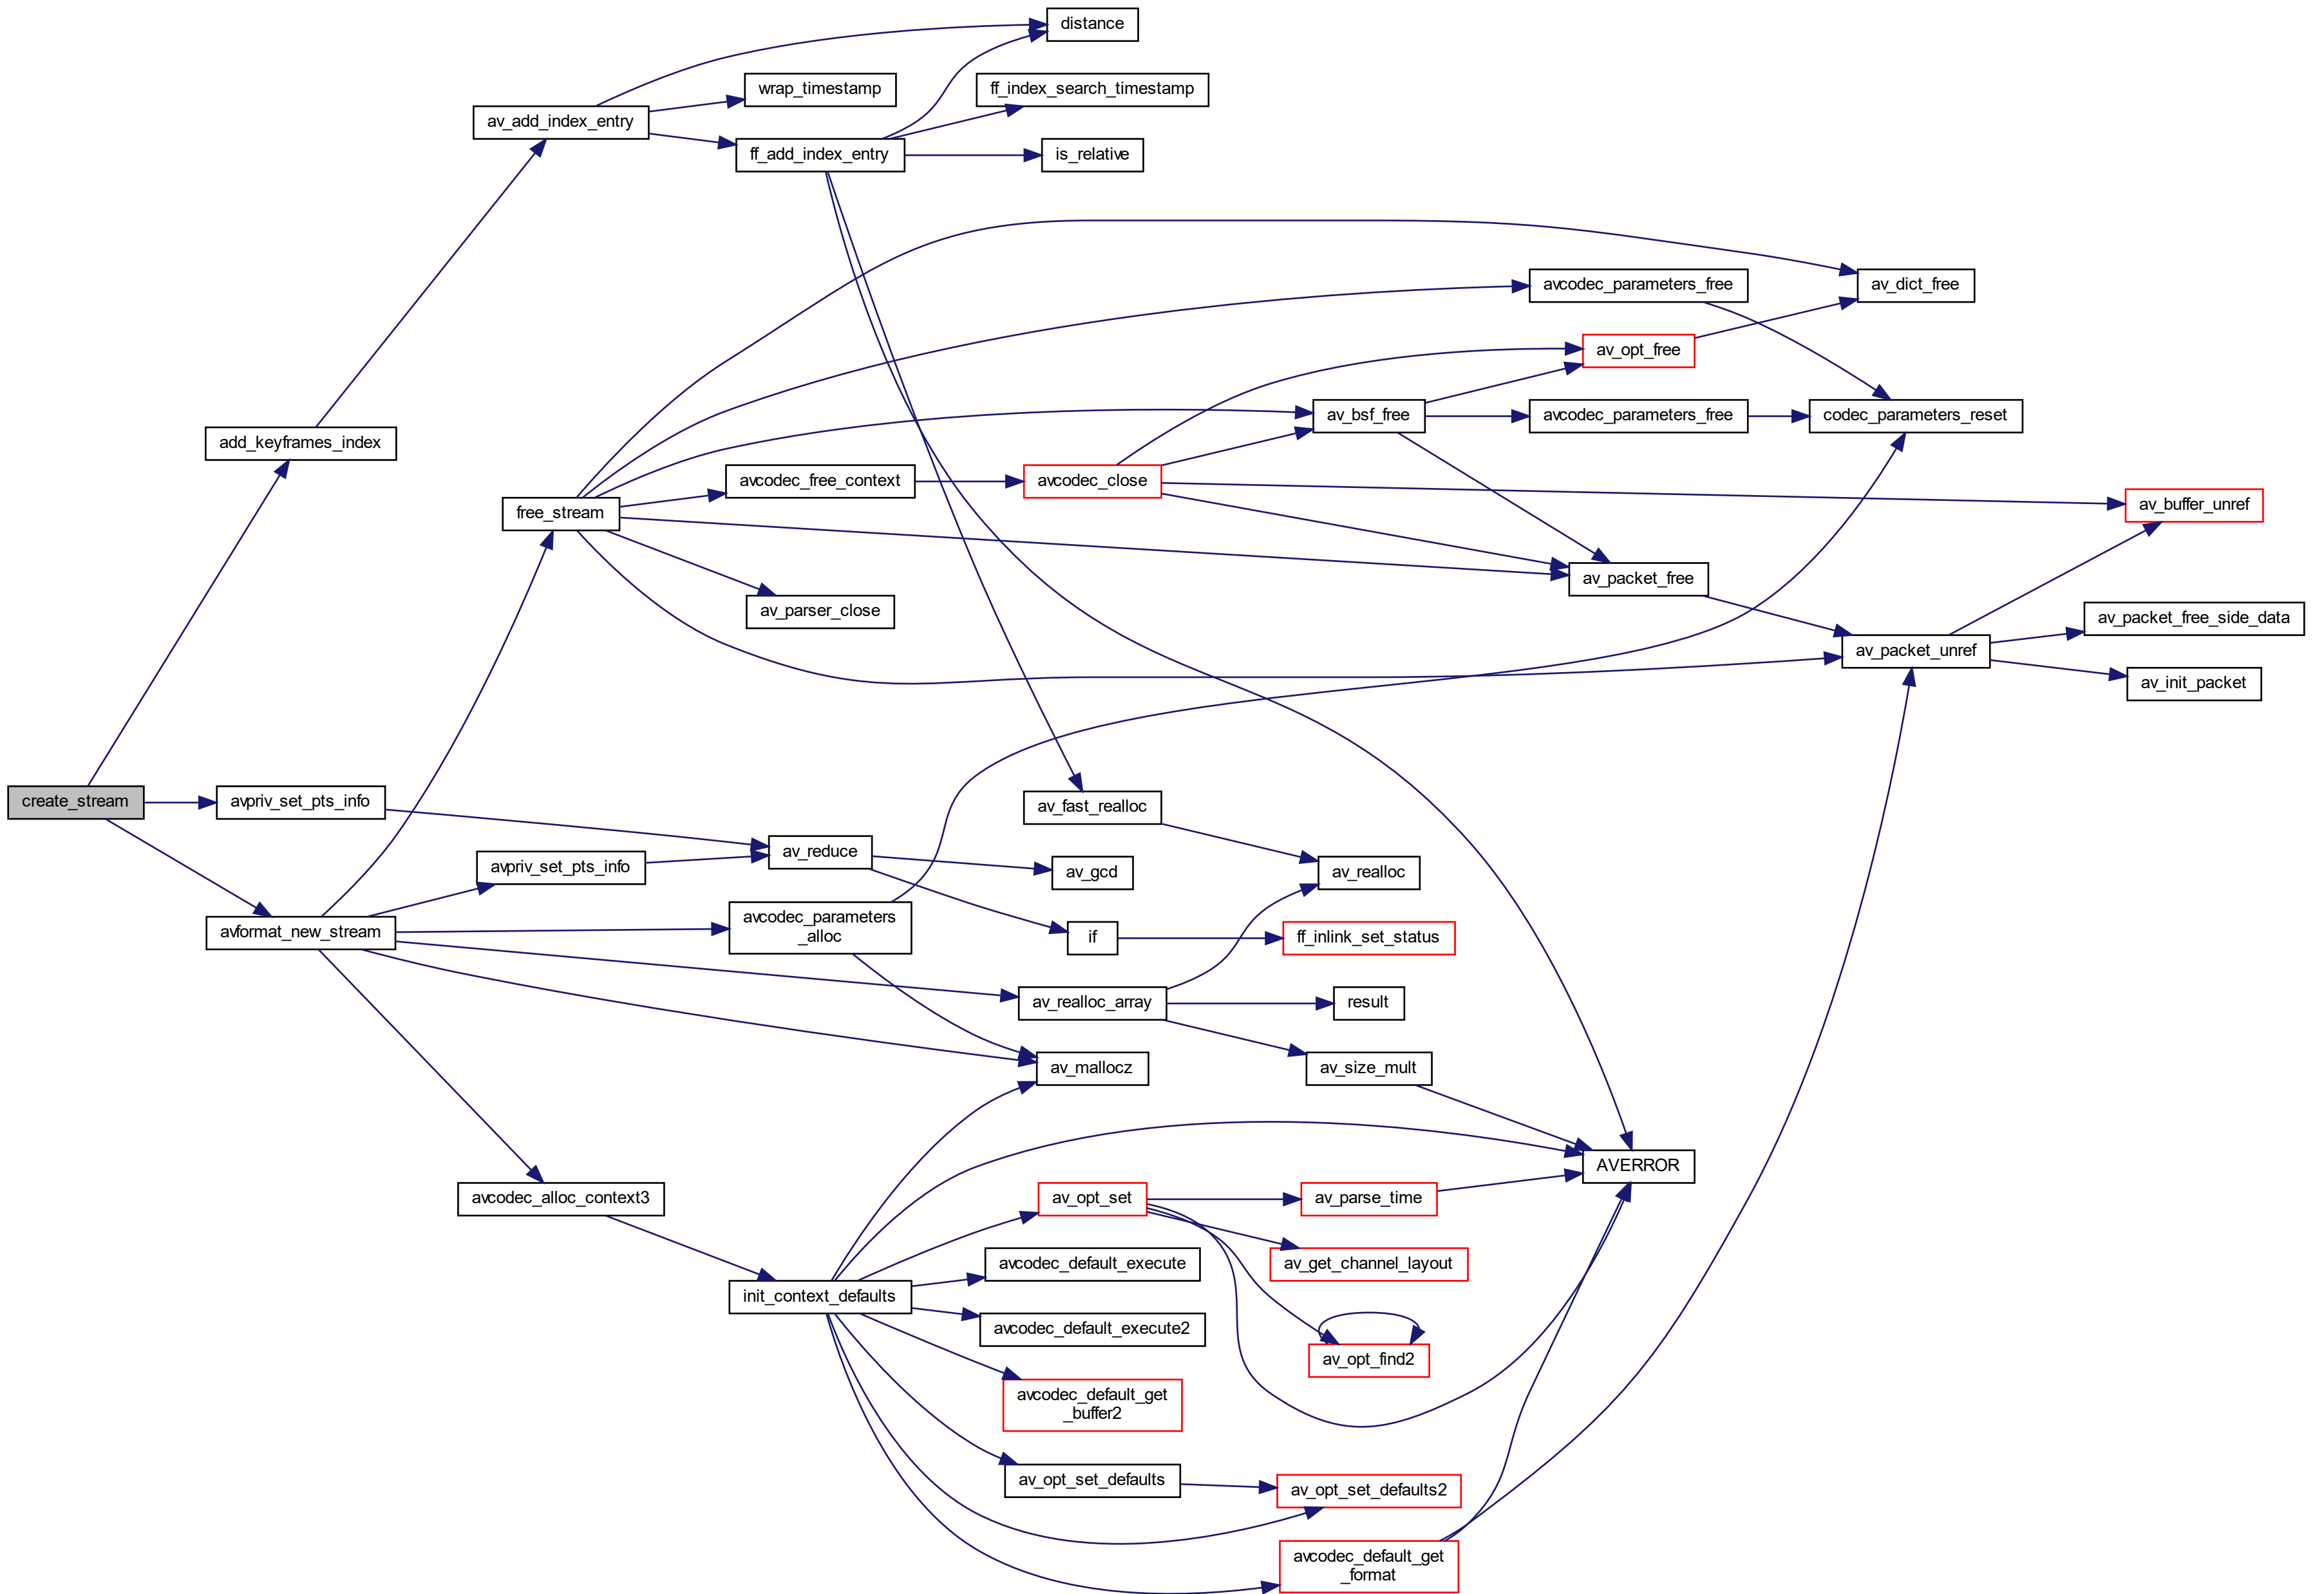 distance
wrap_timestamp
ff_index_search_timestamp
av_add_index_entry
ff_add_index_entry
is_relative
avcodec_parameters_free
av_dict_free
av_opt_free
add_keyframes_index
av_bsf_free
avcodec_parameters_free
codec_parameters_reset
avcodec_free_context
avcodec_close
free_stream
av_buffer_unref
av_packet_free
av_parser_close
av_packet_free_side_data
av_packet_unref
av_init_packet
create_stream
avpriv_set_pts_info
av_fast_realloc
av_reduce
avpriv_set_pts_info
av_gcd
av_realloc
avformat_new_stream
avcodec_parameters
_alloc
if
ff_inlink_set_status
av_realloc_array
result
av_mallocz
av_size_mult
AVERROR
avcodec_alloc_context3
av_opt_set
av_parse_time
avcodec_default_execute
av_get_channel_layout
init_context_defaults
avcodec_default_execute2
av_opt_find2
avcodec_default_get
_buffer2
av_opt_set_defaults
av_opt_set_defaults2
avcodec_default_get
_format